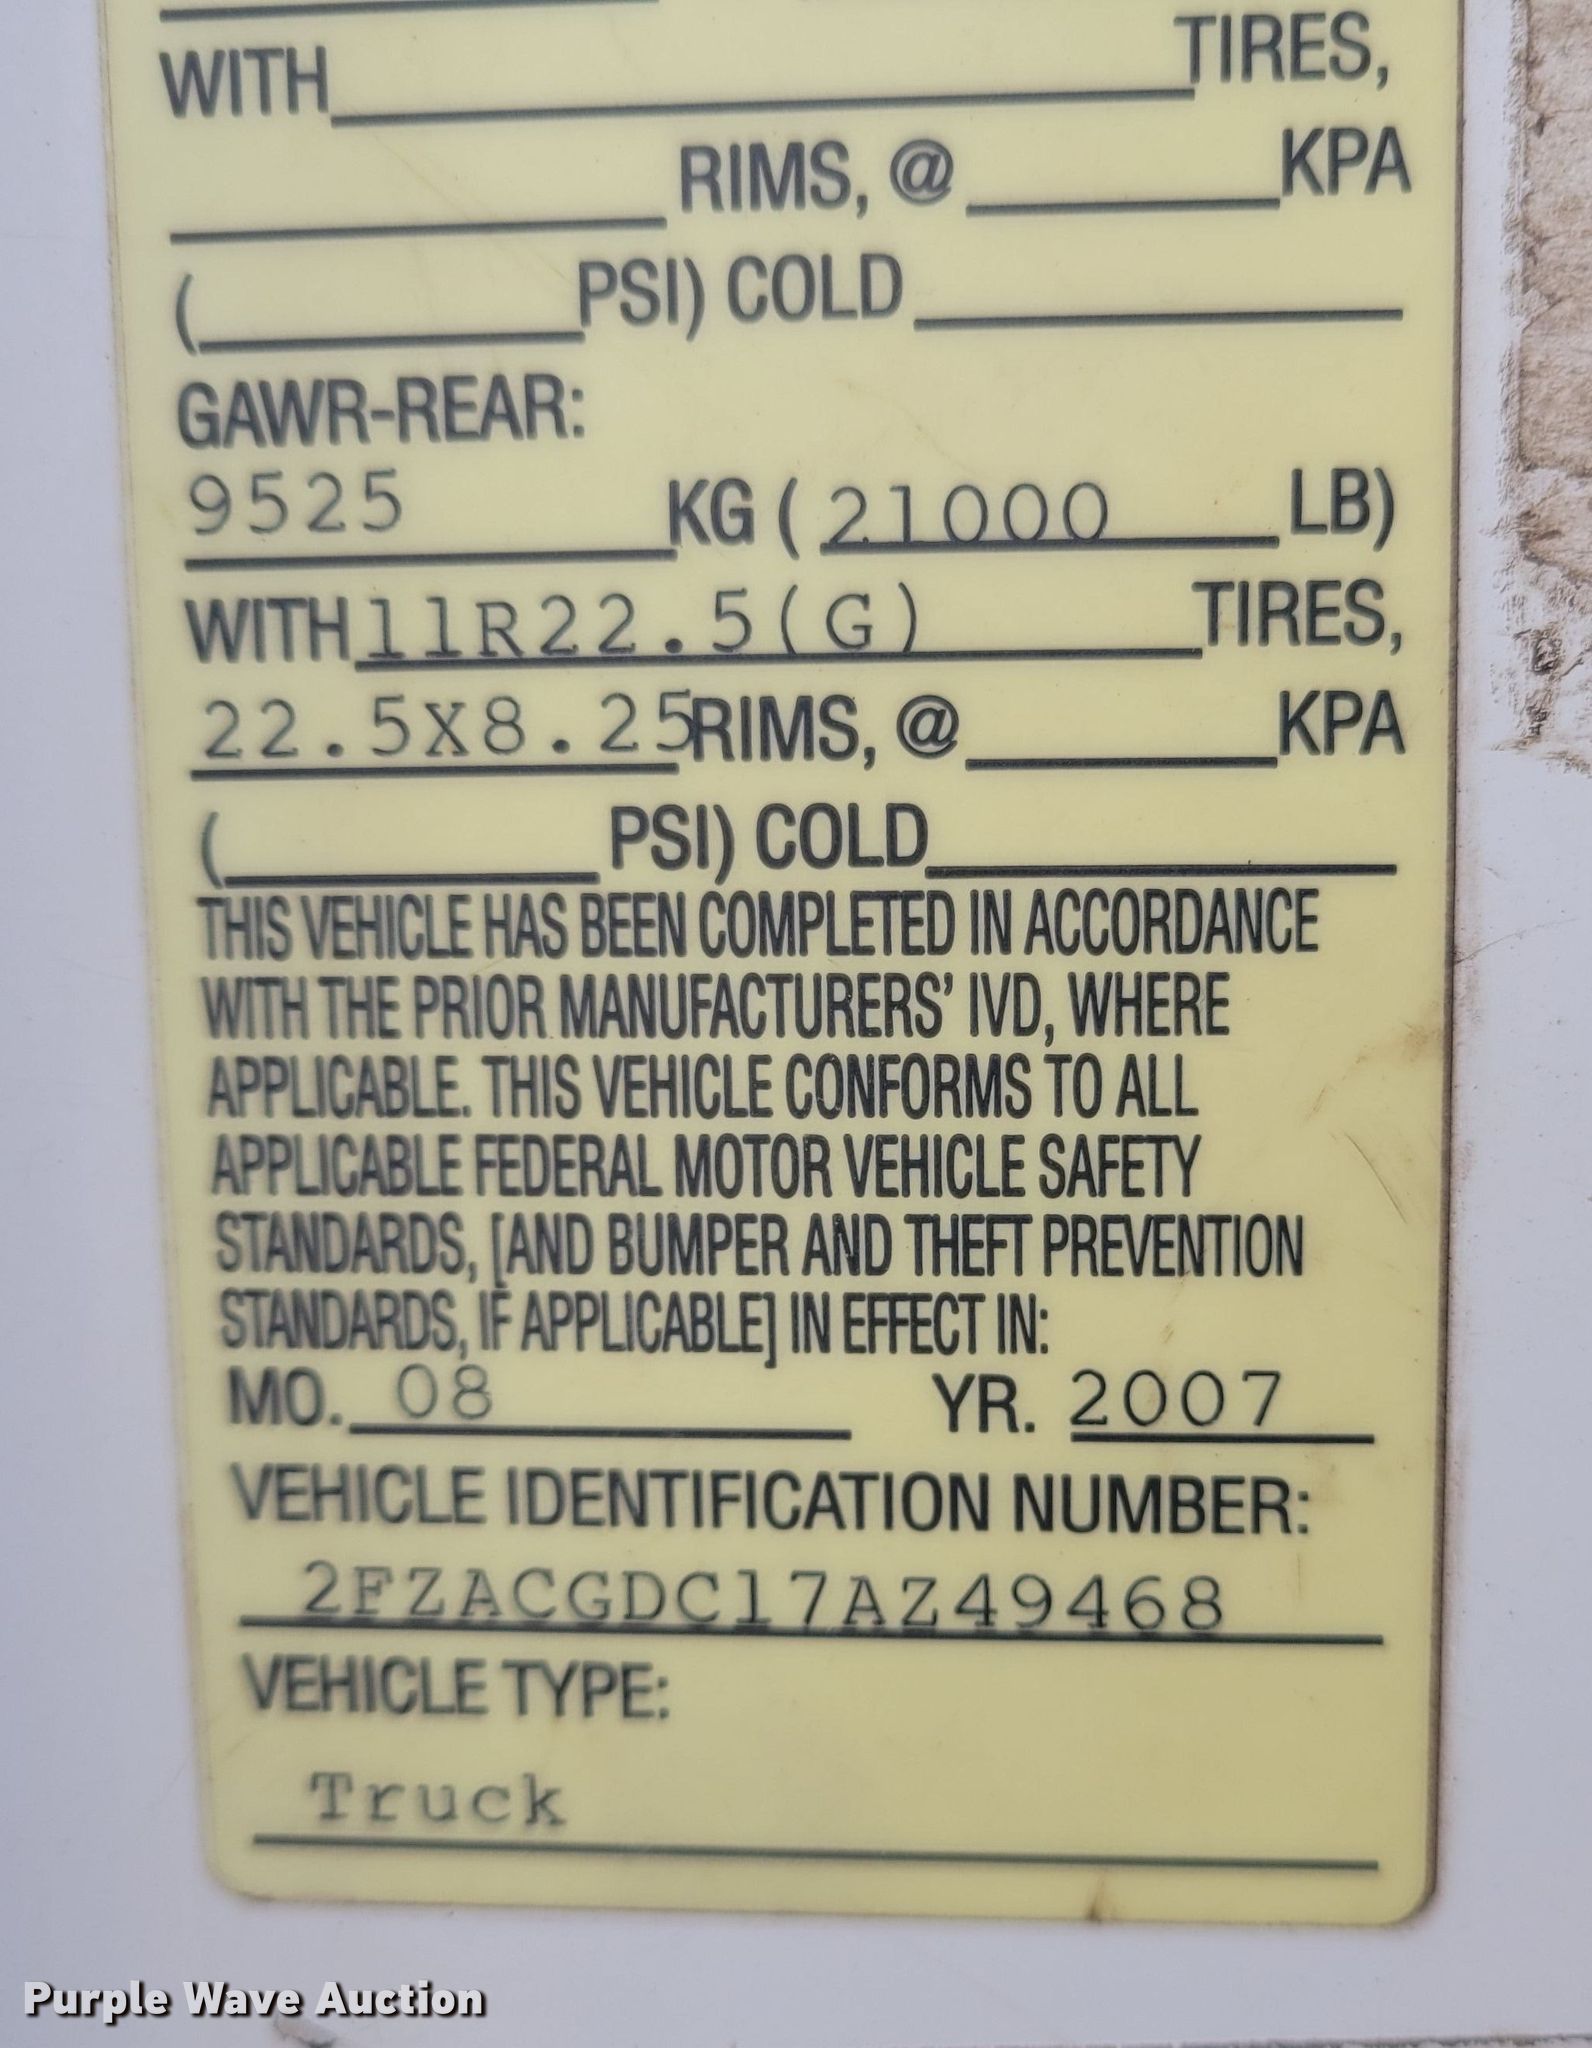 WITH TIRES,
RIMS, @ KPA
( PSI) COLD
GAWR-REAR:
9525 KG ( 21000 LB)
WITH 11R22.5(G) TIRES,
22.5X8.25 RIMS, @ KPA
( PSI) COLD
THIS VEHICLE HAS BEEN COMPLETED IN ACCORDANCE
WITH THE PRIOR MANUFACTURERS' IVD, WHERE
APPLICABLE. THIS VEHICLE CONFORMS TO ALL
APPLICABLE FEDERAL MOTOR VEHICLE SAFETY
STANDARDS, [AND BUMPER AND THEFT PREVENTION
STANDARDS, IF APPLICABLE] IN EFFECT IN:
MO. 08 YR. 2007
VEHICLE IDENTIFICATION NUMBER:
2FZACGDC17AZ49468
VEHICLE TYPE:
Truck
Purple Wave Auction